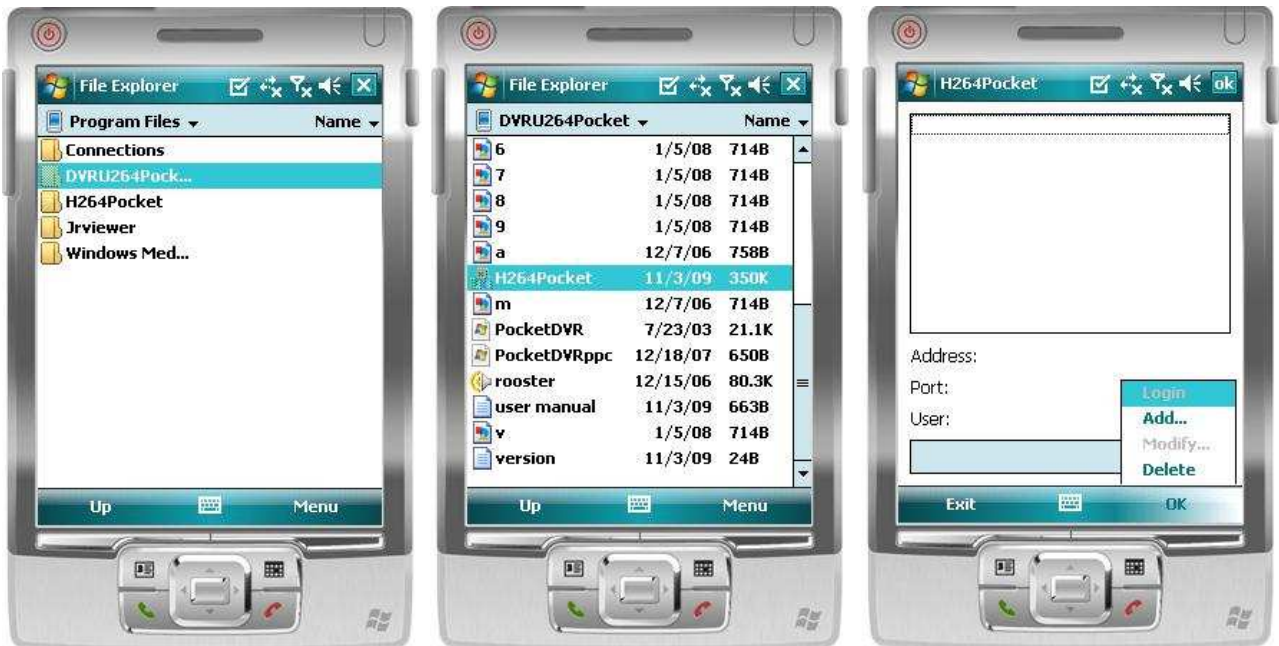 File Explorer
Program Files Name
Connections
DVRU264Pock...
H264Pocket
Jrviewer
Windows Med...
Up Menu
File Explorer
DVRU264Pocket Name
6 1/5/08 714B
7 1/5/08 714B
8 1/5/08 714B
9 1/5/08 714B
a 12/7/06 758B
H264Pocket 11/3/09 350K
m 12/7/06 714B
PocketDVR 7/23/03 21.1K
PocketDVRppc 12/18/07 650B
rooster 12/15/06 80.3K
user manual 11/3/09 663B
v 1/5/08 714B
version 11/3/09 24B
Up Menu
H264Pocket ok
Address:
Port:
User:
Login
Add...
Modify...
Delete
Exit OK